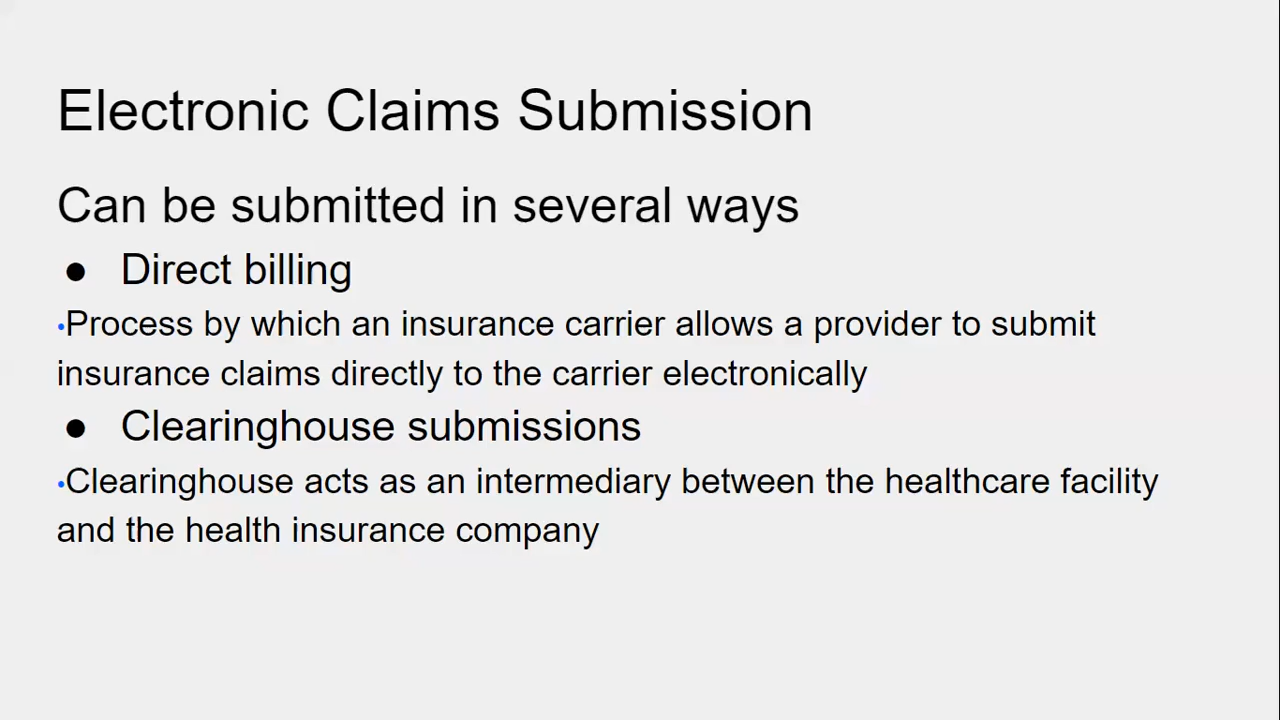 Electronic Claims Submission
Can be submitted in several ways
● Direct billing
•Process by which an insurance carrier allows a provider to submit
insurance claims directly to the carrier electronically
● Clearinghouse submissions
•Clearinghouse acts as an intermediary between the healthcare facility
and the health insurance company